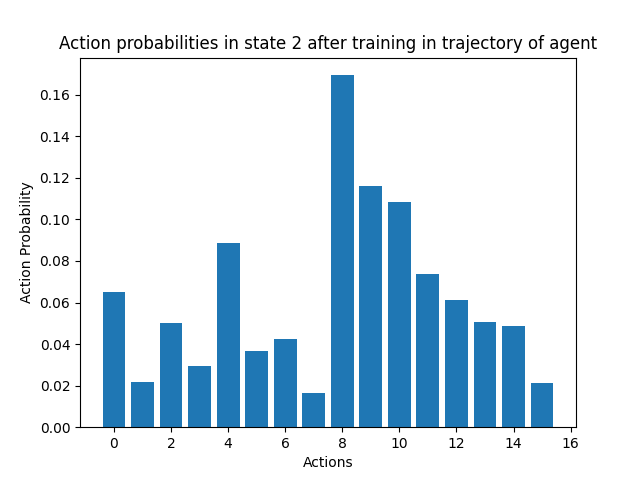 Action probabilities in state 2 after training in trajectory of agent
0.16
0.14
0.12
0.10
0.08
0.06
0.04
0.02
0.00
Action Probability
0 2 4 6 8 10 12 14 16
Actions